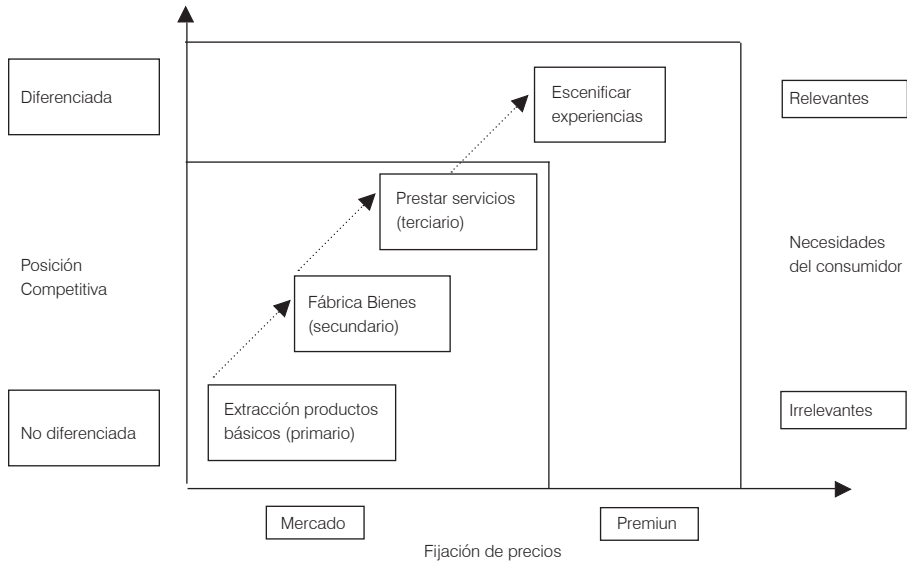 Diferenciada
Escenificar
experiencias
Relevantes
Prestar servicios
(terciario)
Necesidades
del consumidor
Posición
Competitiva
Fábrica Bienes
(secundario)
Extracción productos
básicos (primario)
No diferenciada
Irrelevantes
Mercado
Premiun
Fijación de precios